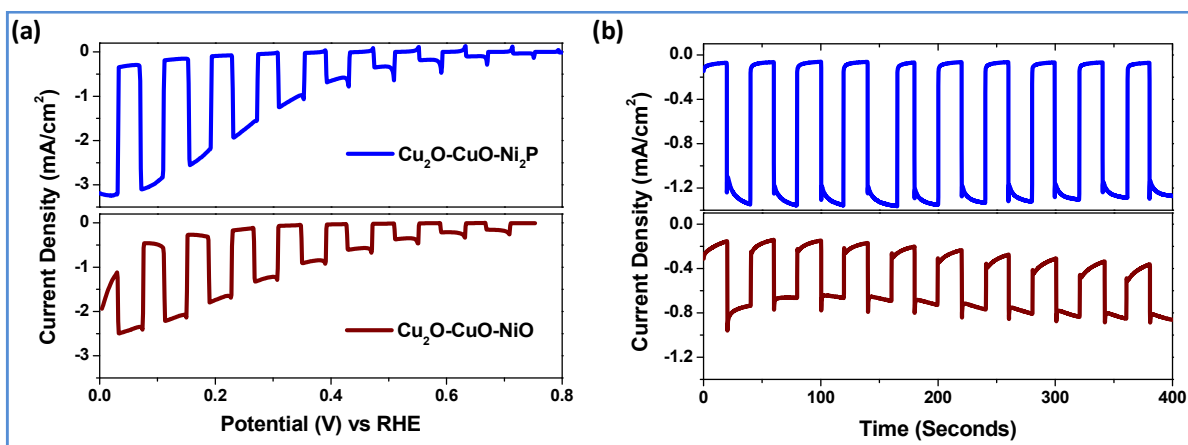 (a)
0
-1
-2
-3
Cu₂O-CuO-Ni₂P
0
-1
-2
-3
Cu₂O-CuO-NiO
0.0 0.2 0.4 0.6 0.8
Potential (V) vs RHE
Current Density (mA/cm²)
(b)
0.0
-0.4
-0.8
-1.2
0.0
-0.4
-0.8
-1.2
0 100 200 300 400
Time (Seconds)
Current Density (mA/cm²)